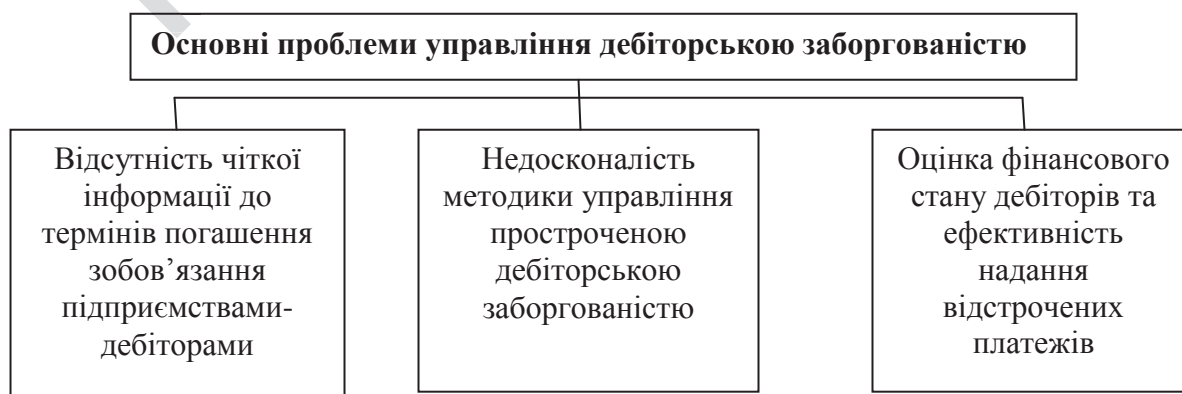 Основні проблеми управління дебіторською заборгованістю
Відсутність чіткої
інформації до
термінів погашення
зобов’язання
підприємствами-
дебіторами
Недосконалість
методики управління
простроченою
дебіторською
заборгованістю
Оцінка фінансового
стану дебіторів та
ефективність
надання
відстрочених
платежів